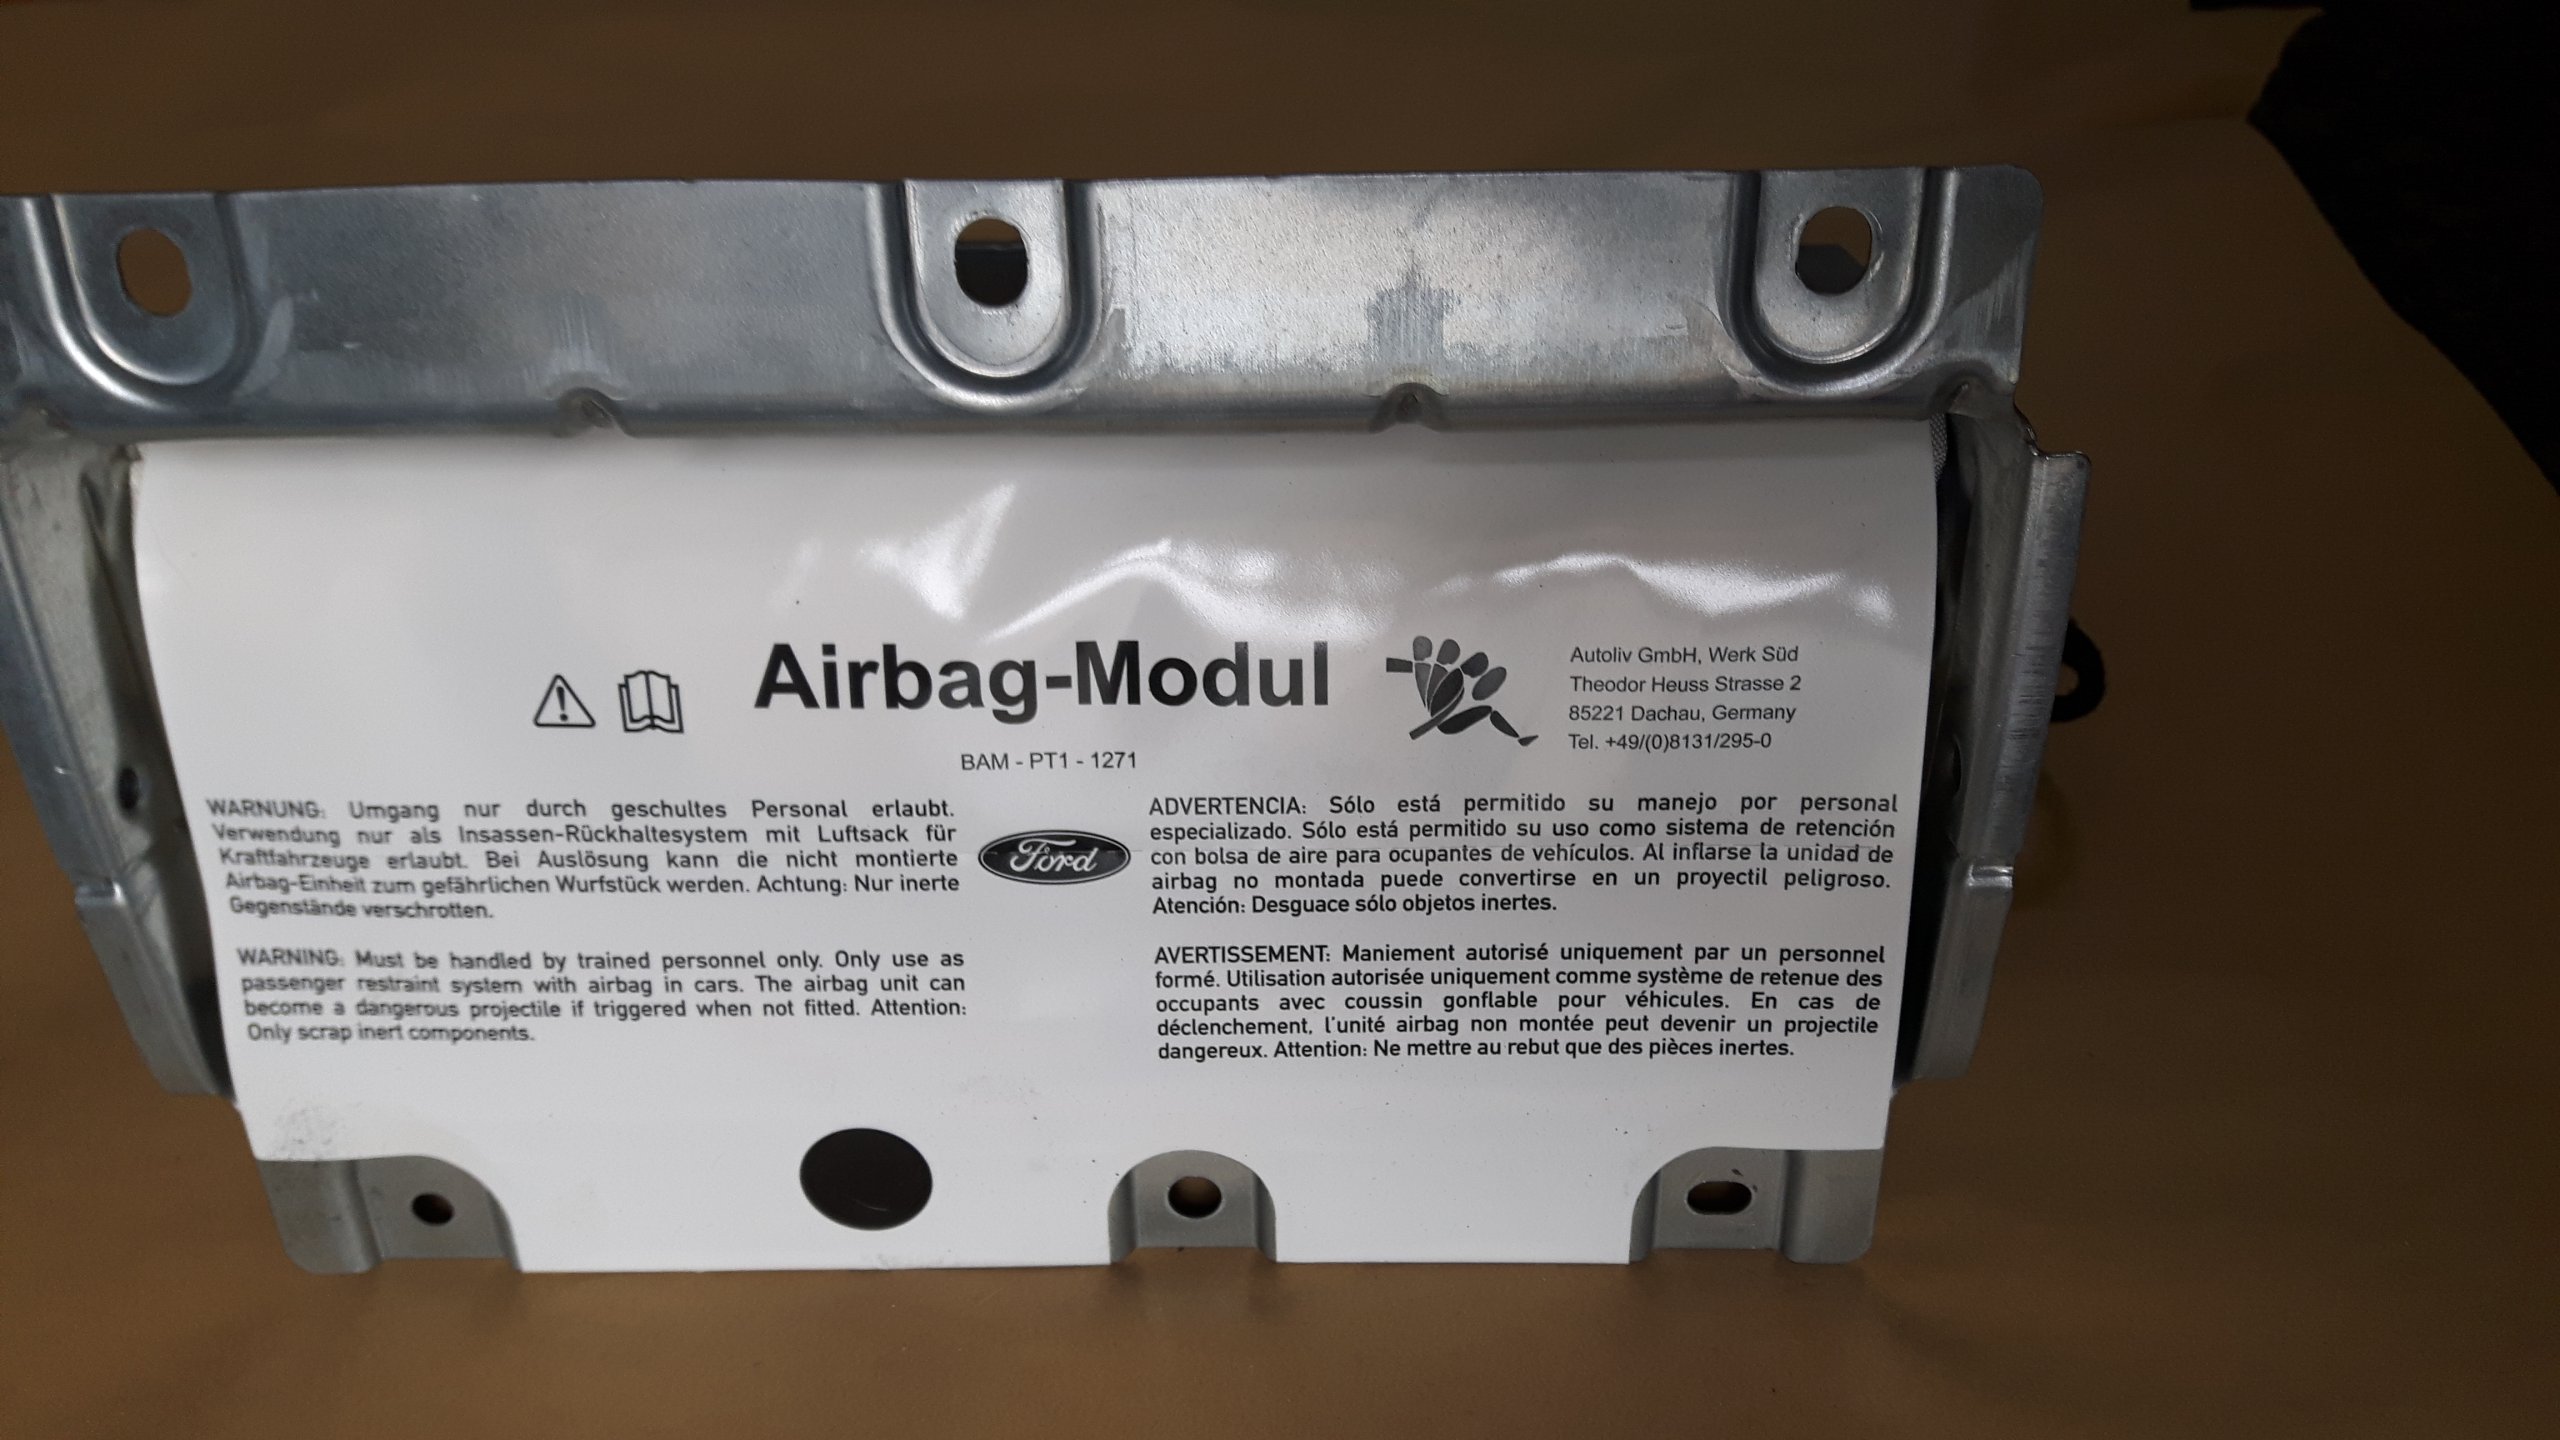 Airbag-Modul
BAM - PT1 - 1271
Autoliv GmbH, Werk Süd
Theodor Heuss Strasse 2
85221 Dachau, Germany
Tel. +49/(0)8131/295-0
WARNUNG: Umgang nur durch geschultes Personal erlaubt.
Verwendung nur als Insassen-Rückhaltesystem mit Luftsack für
Kraftfahrzeuge erlaubt. Bei Auslösung kann die nicht montierte
Airbag-Einheit zum gefährlichen Wurfstück werden. Achtung: Nur inerte
Gegenstände verschrotten.
WARNING: Must be handled by trained personnel only. Only use as
passenger restraint system with airbag in cars. The airbag unit can
become a dangerous projectile if triggered when not fitted. Attention:
Only scrap inert components.
Ford
ADVERTENCIA: Sólo está permitido su manejo por personal
especializado. Sólo está permitido su uso como sistema de retención
con bolsa de aire para ocupantes de vehículos. Al inflarse la unidad de
airbag no montada puede convertirse en un proyectil peligroso.
Atención: Desguace sólo objetos inertes.
AVERTISSEMENT: Maniement autorisé uniquement par un personnel
formé. Utilisation autorisée uniquement comme système de retenue des
occupants avec coussin gonflable pour véhicules. En cas de
déclenchement, l'unité airbag non montée peut devenir un projectile
dangereux. Attention: Ne mettre au rebut que des pièces inertes.